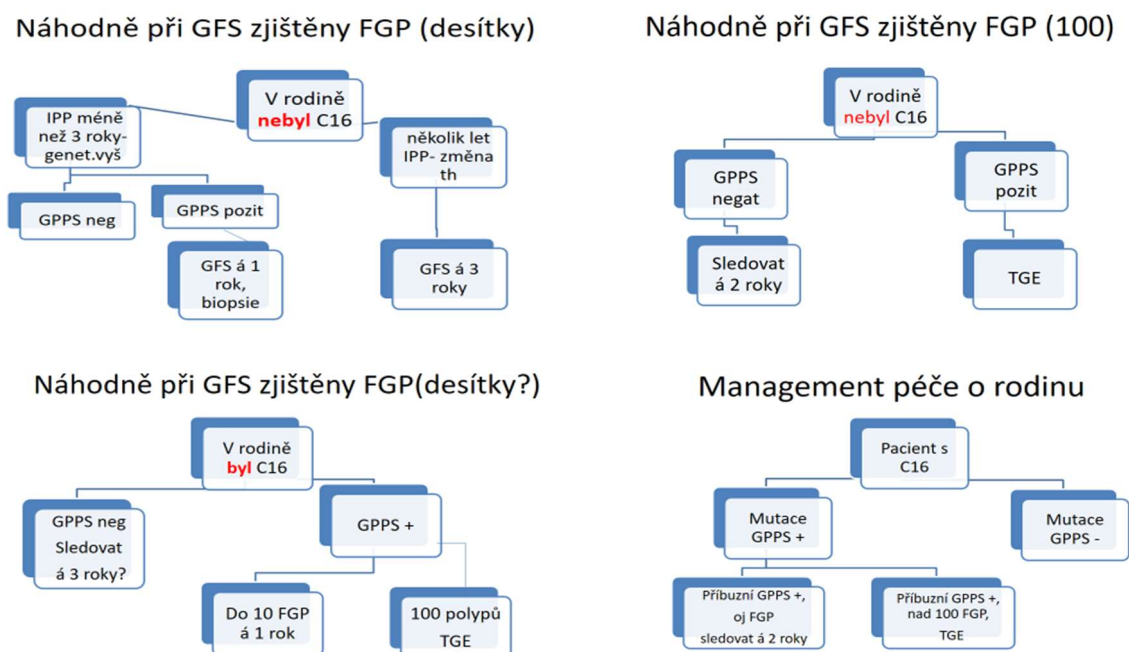 Náhodně při GFS zjištěny FGP (desítky)
V rodině
nebyl C16
IPP méně
než 3 roky-
genet.vyš
několik let
IPP- změna
th
GPPS neg
GPPS pozit
GFS á 1
rok,
biopsie
GFS á 3
roky
Náhodně při GFS zjištěny FGP (100)
V rodině
nebyl C16
GPPS
negat
GPPS
pozit
Sledovat
á 2 roky
TGE
Náhodně při GFS zjištěny FGP(desítky?)
V rodině
byl C16
GPPS neg
Sledovat
á 3 roky?
GPPS +
Do 10 FGP
á 1 rok
100 polypů
TGE
Management péče o rodinu
Pacient s
C16
Mutace
GPPS +
Mutace
GPPS -
Příbuzní GPPS +,
oj FGP
sledovat á 2 roky
Příbuzní GPPS +,
nad 100 FGP,
TGE